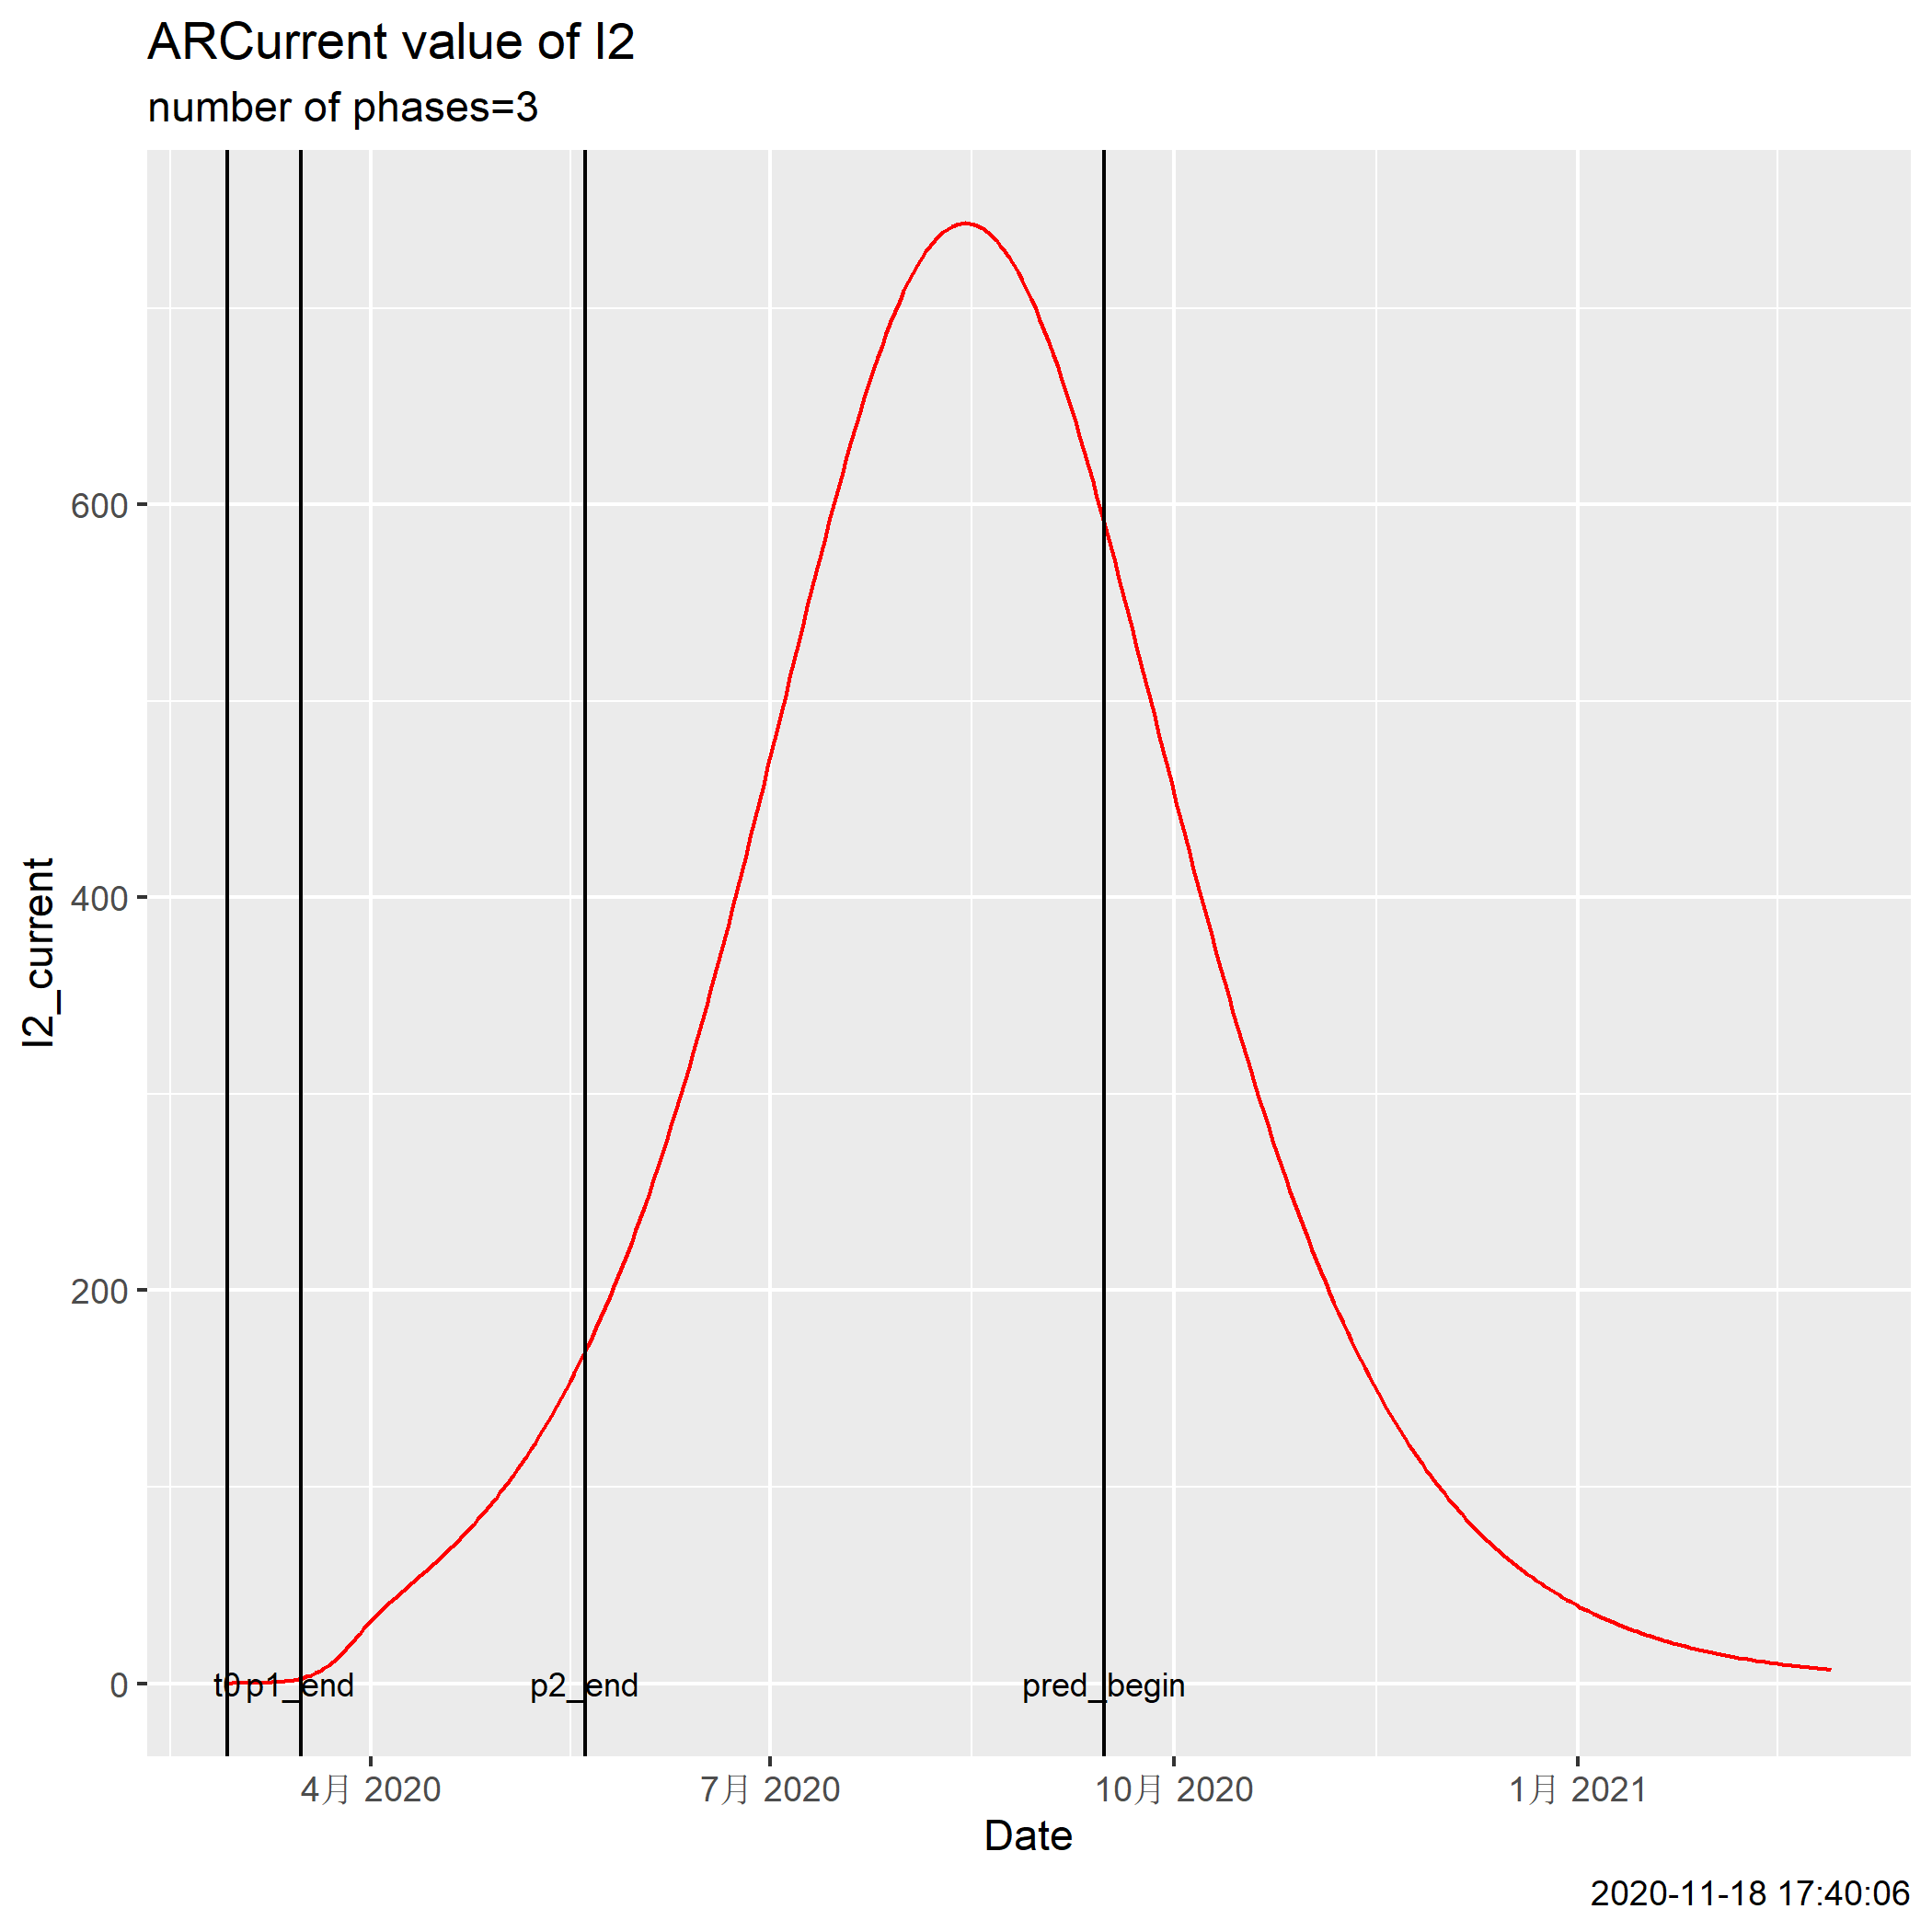 ARCurrent value of I2
number of phases=3
I2_current
600
400
200
0
t0 p1_end p2_end pred_begin
4月 2020 7月 2020 10月 2020 1月 2021
Date
2020-11-18 17:40:06